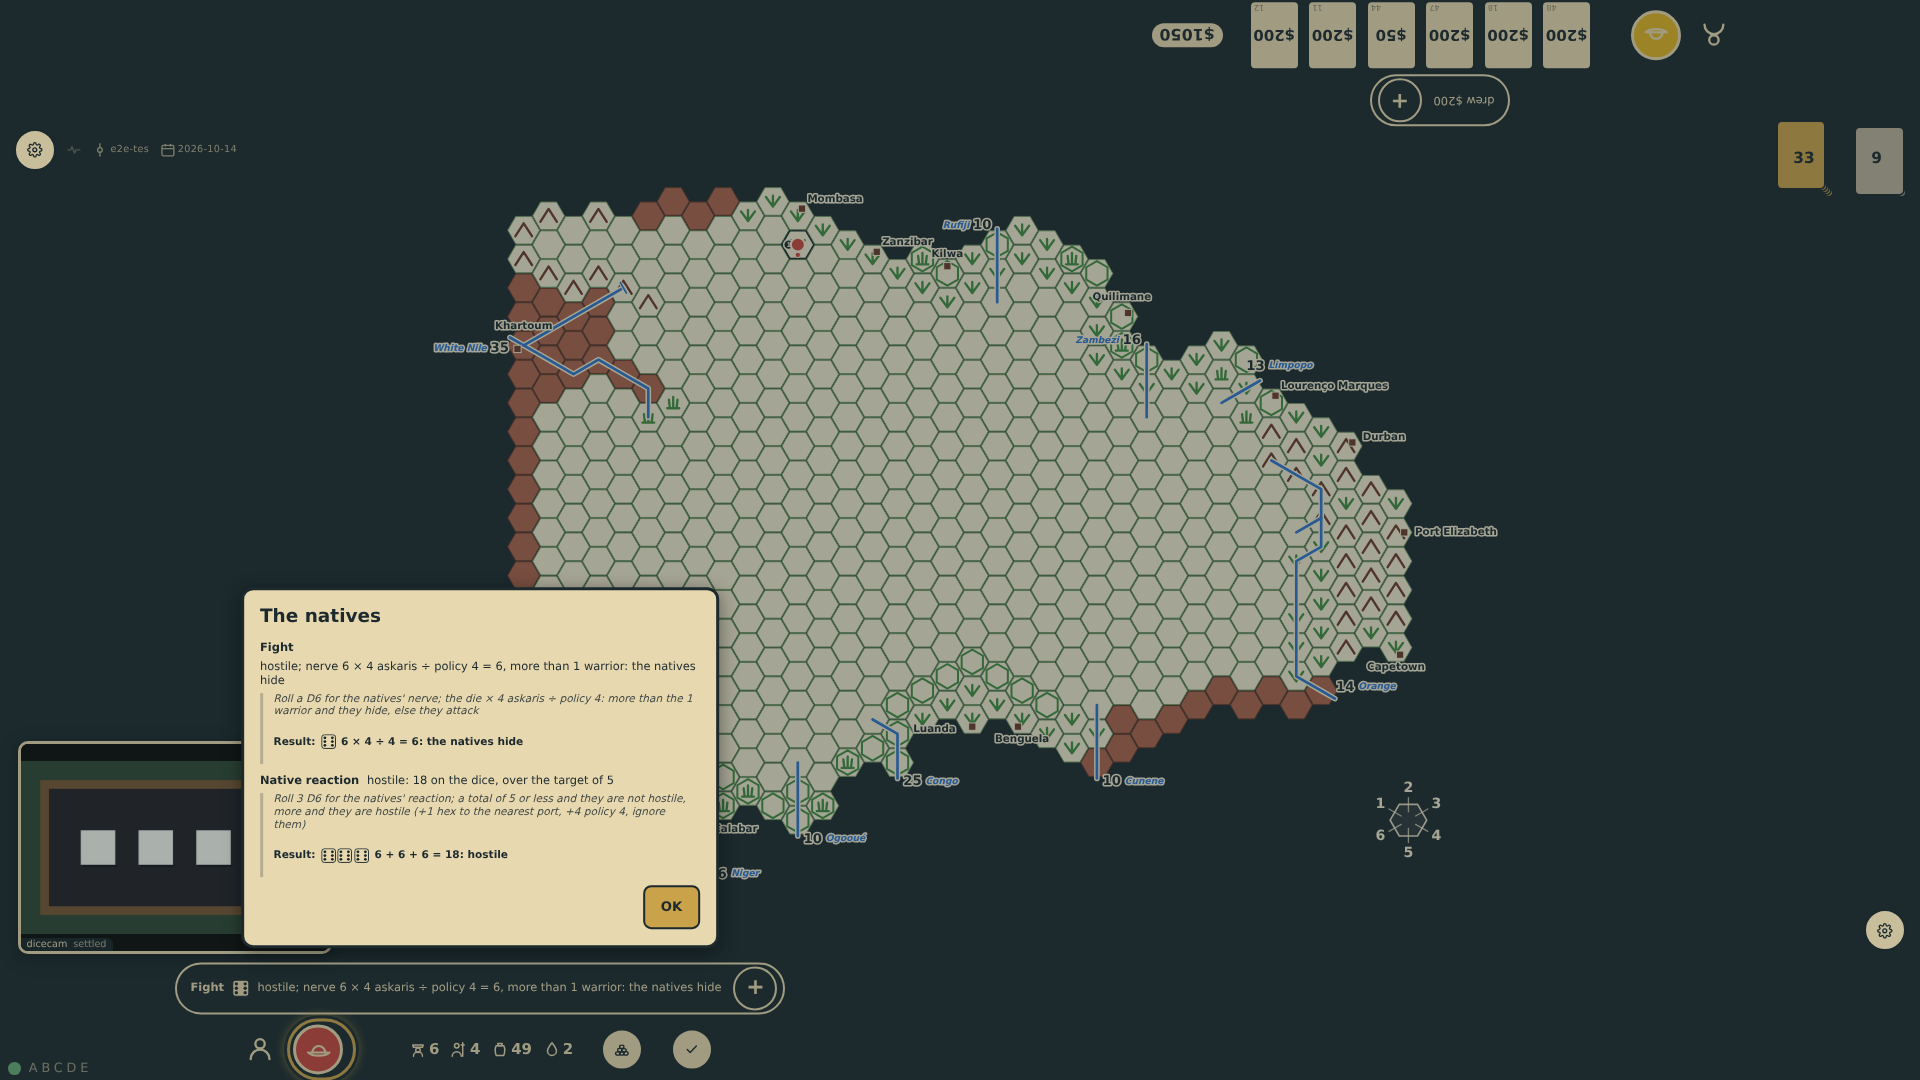 $1050
$200 12
$200 11
$50 44
$200 47
$200 10
$200 48
drew $200
e2e-tes
2026-10-14
33
9
Mombasa
Zanzibar
Kilwa
Rufiji 10
Quilimane
Zambezi 16
13 Limpopo
Lourenço Marques
Khartoum
White Nile 35
Durban
Port Elizabeth
Capetown
14 Orange
Luanda
Benguela
25 Congo
10 Cunene
10 Ogooué
6 Niger
2
1
3
6
4
5
The natives
Fight
hostile; nerve 6 × 4 askaris ÷ policy 4 = 6, more than 1 warrior: the natives
hide
Roll a D6 for the natives' nerve; the die × 4 askaris ÷ policy 4: more than the 1
warrior and they hide, else they attack
Result: 6 × 4 ÷ 4 = 6: the natives hide
Native reaction hostile: 18 on the dice, over the target of 5
Roll 3 D6 for the natives' reaction; a total of 5 or less and they are not hostile,
more and they are hostile (+1 hex to the nearest port, +4 policy 4, ignore
them)
Result: 6 + 6 + 6 = 18: hostile
OK
dicecam settled
Fight hostile; nerve 6 × 4 askaris ÷ policy 4 = 6, more than 1 warrior: the natives hide
6 4 49 2
ABCDE